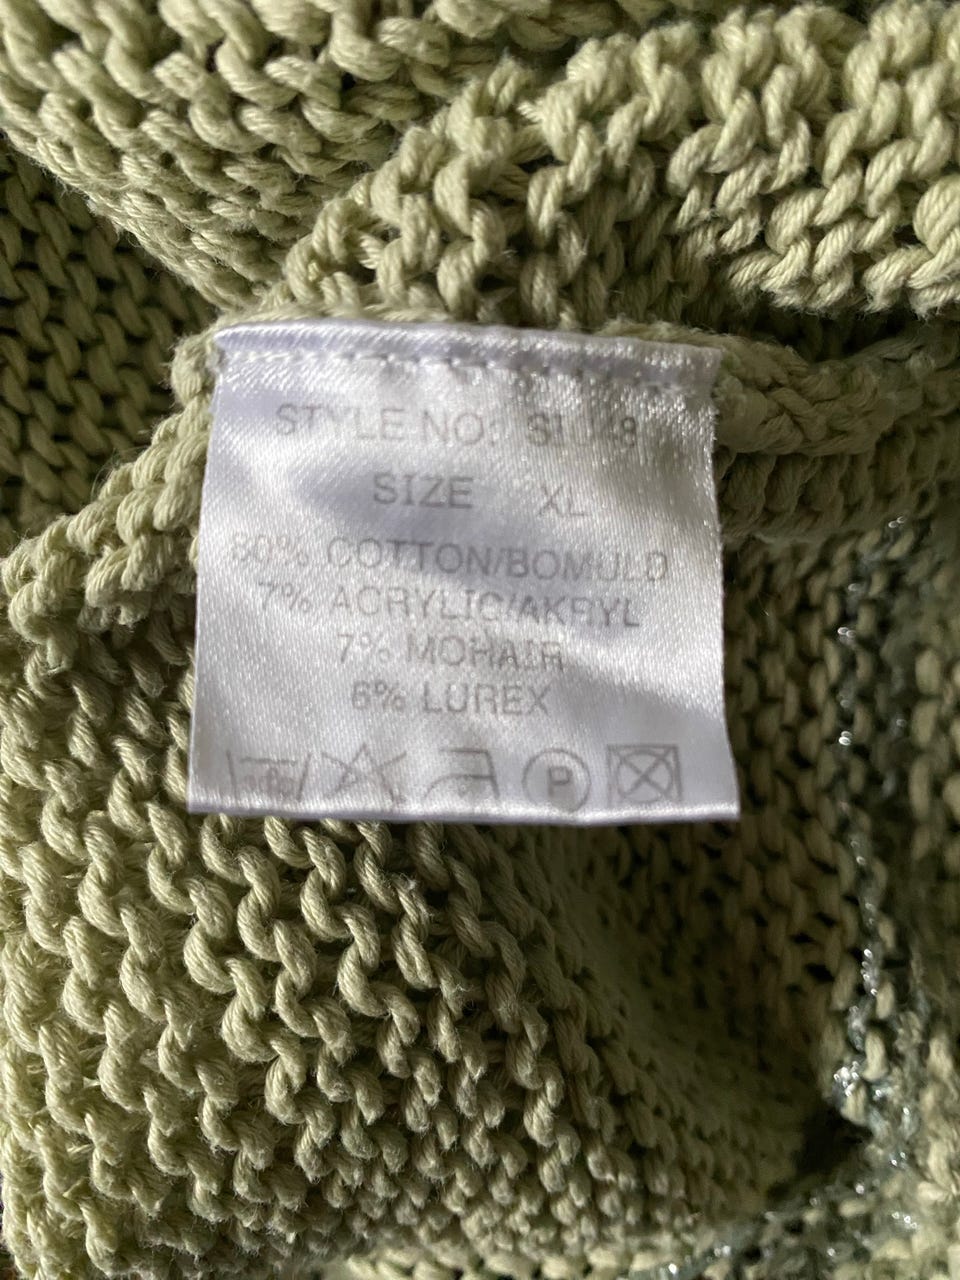 STYLE NO:
SIZE XL
80% COTTON/BOMULD
7% ACRYLIC/AKRYL
7% MOHAIR
6% LUREX
P